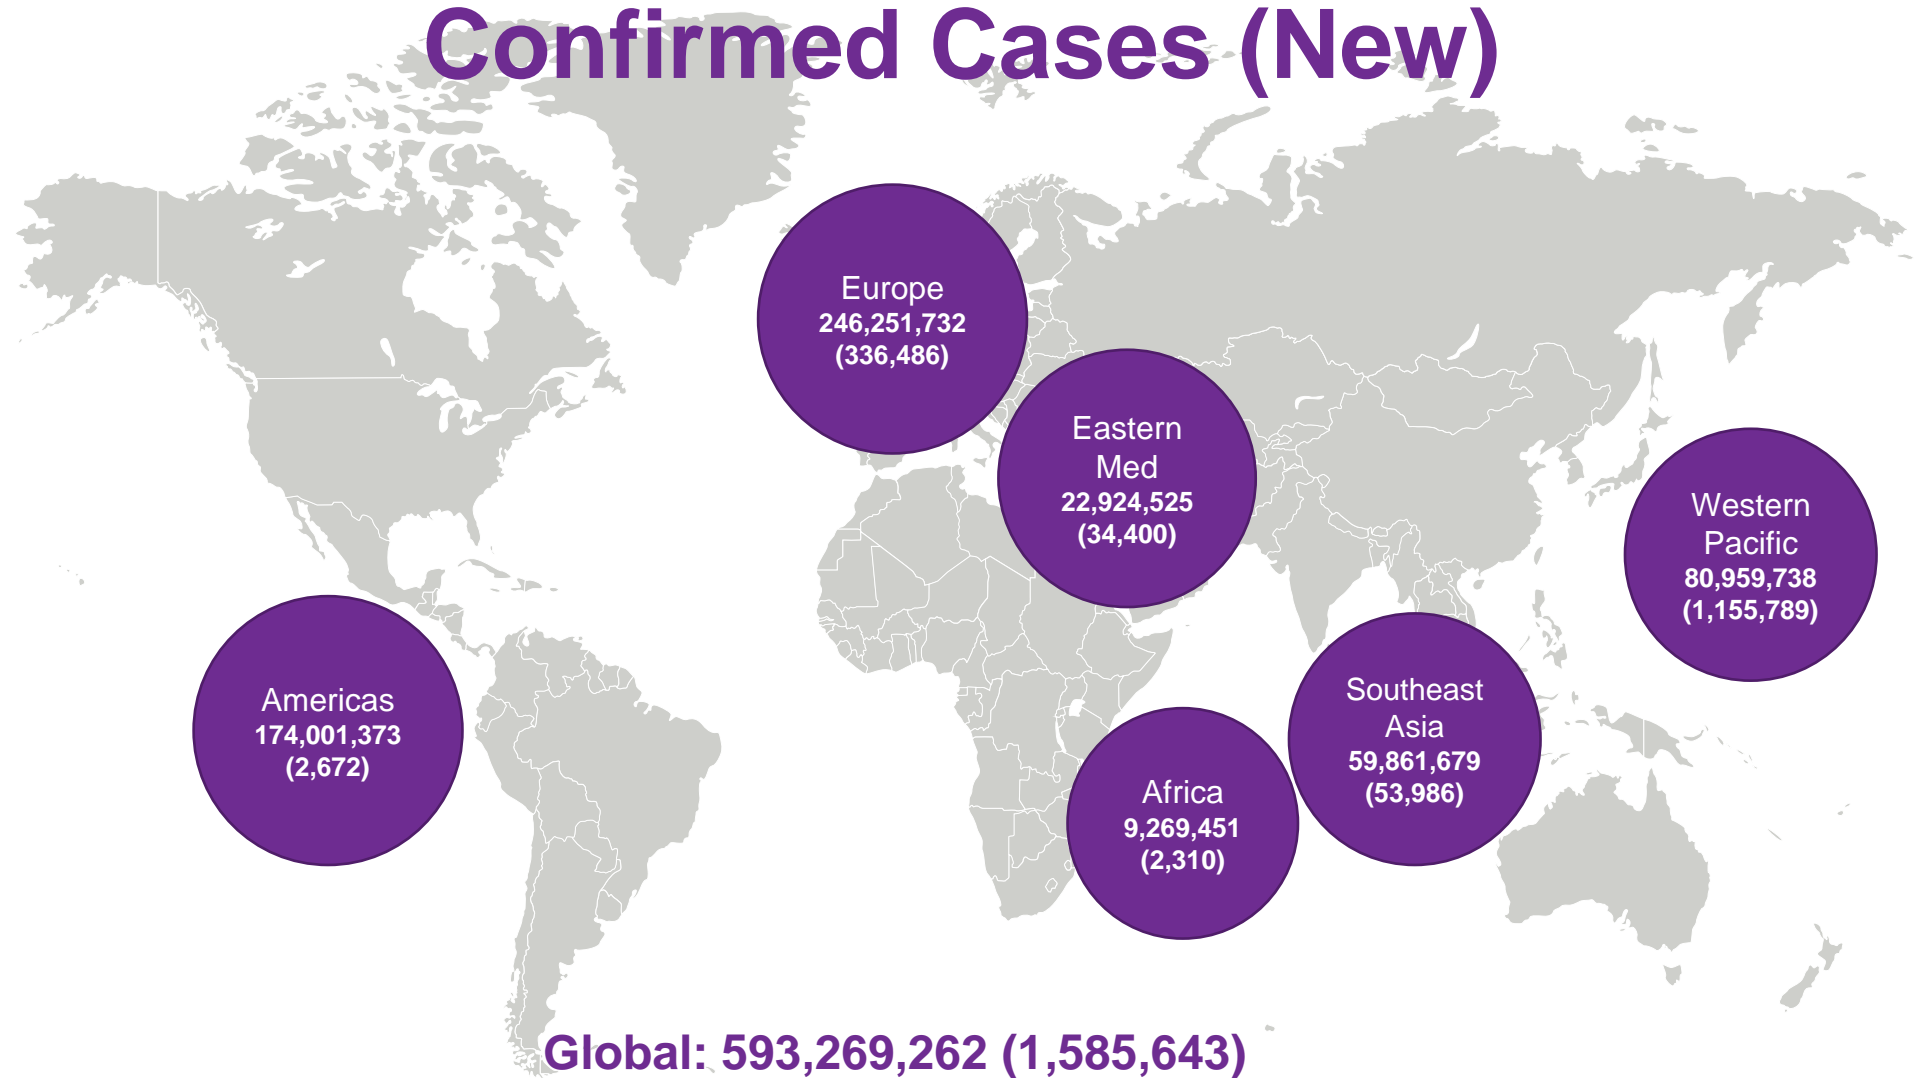 Confirmed Cases (New)
Europe
246,251,732
(336,486)
Eastern
Med
22,924,525
(34,400)
Western
Pacific
80,959,738
(1,155,789)
Americas
174,001,373
(2,672)
Southeast
Asia
59,861,679
(53,986)
Africa
9,269,451
(2,310)
Global: 593,269,262 (1,585,643)